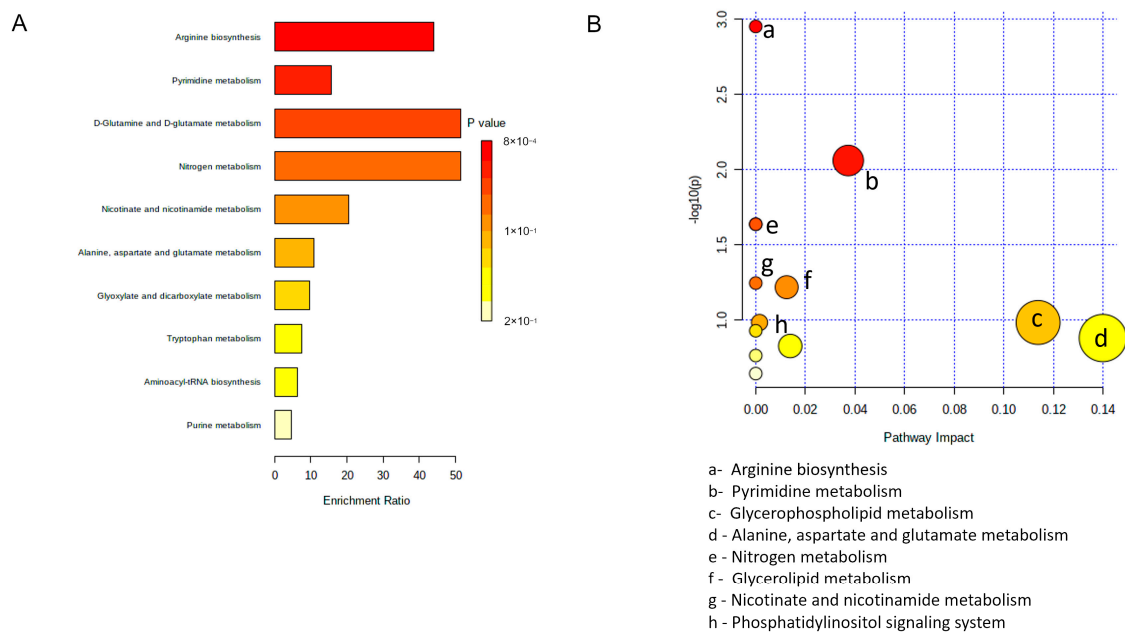 A
Arginine biosynthesis
Pyrimidine metabolism
D-Glutamine and D-glutamate metabolism
Nitrogen metabolism
Nicotinate and nicotinamide metabolism
Alanine, aspartate and glutamate metabolism
Glyoxylate and dicarboxylate metabolism
Tryptophan metabolism
Aminoacyl-tRNA biosynthesis
Purine metabolism
0 10 20 30 40 50
Enrichment Ratio
P value
8×10⁻⁴
1×10⁻¹
2×10⁻¹
B
3.0
2.5
2.0
1.5
1.0
-log10(p)
a
b
e
g
f
h
c
d
0.00 0.02 0.04 0.06 0.08 0.10 0.12 0.14
Pathway Impact
a- Arginine biosynthesis
b- Pyrimidine metabolism
c- Glycerophospholipid metabolism
d - Alanine, aspartate and glutamate metabolism
e - Nitrogen metabolism
f - Glycerolipid metabolism
g - Nicotinate and nicotinamide metabolism
h - Phosphatidylinositol signaling system